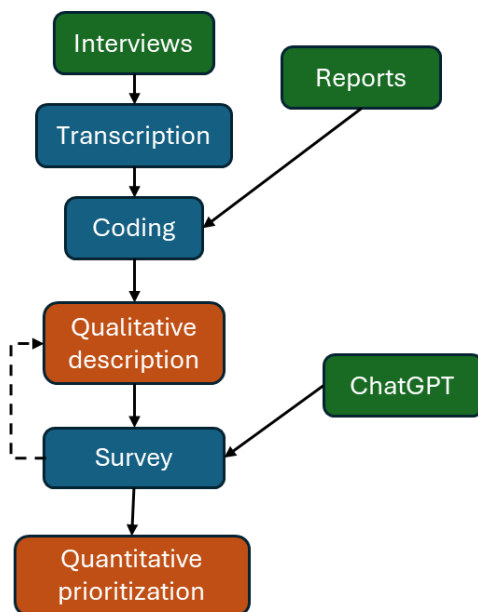 Interviews
Reports
Transcription
Coding
Qualitative
description
ChatGPT
Survey
Quantitative
prioritization